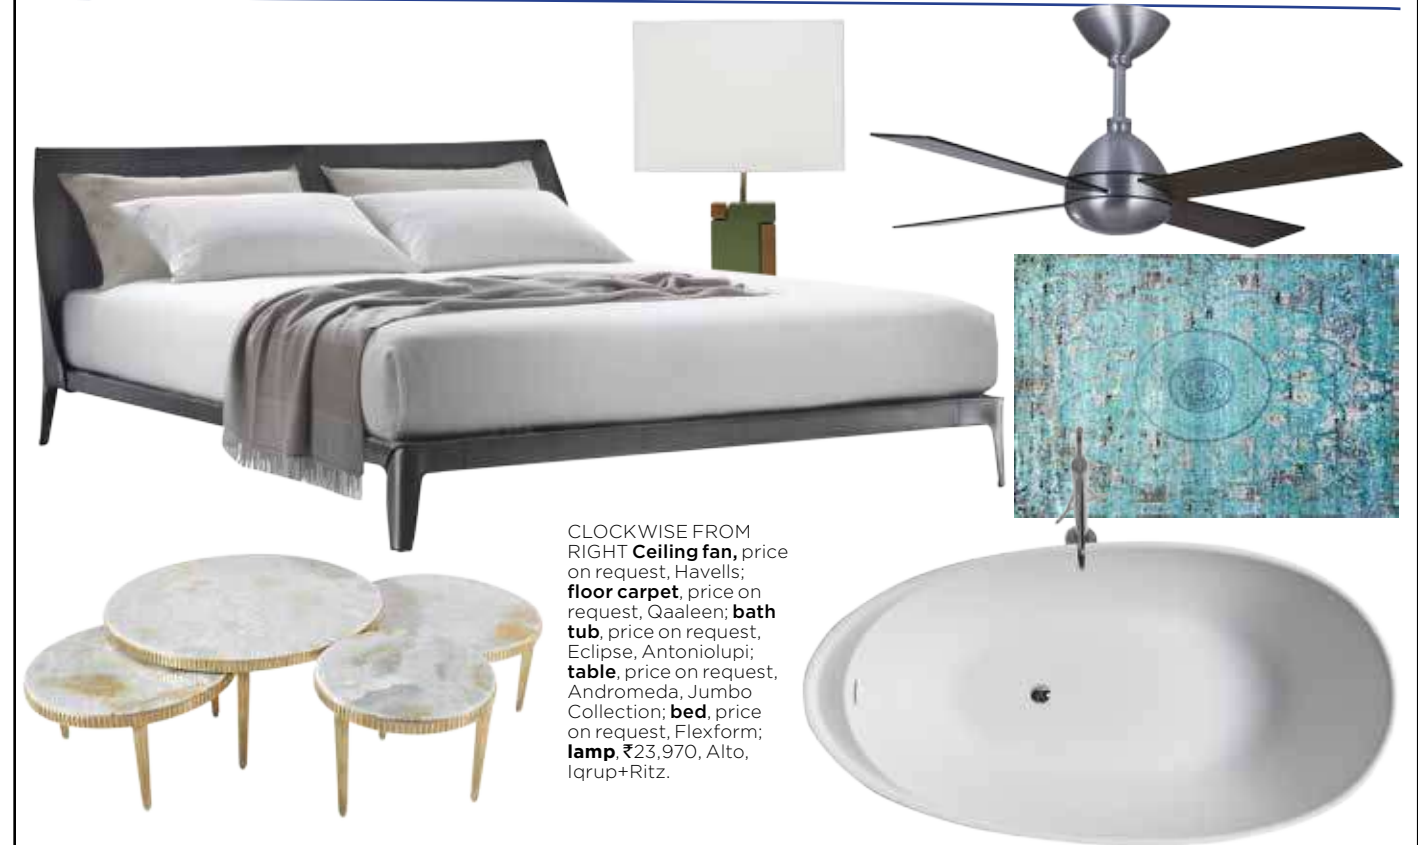 CLOCKWISE FROM
RIGHT Ceiling fan, price
on request, Havells;
floor carpet, price on
request, Qaaleen; bath
tub, price on request,
Eclipse, Antoniolupi;
table, price on request,
Andromeda, Jumbo
Collection; bed, price
on request, Flexform;
lamp, ₹23,970, Alto,
Iqrup+Ritz.